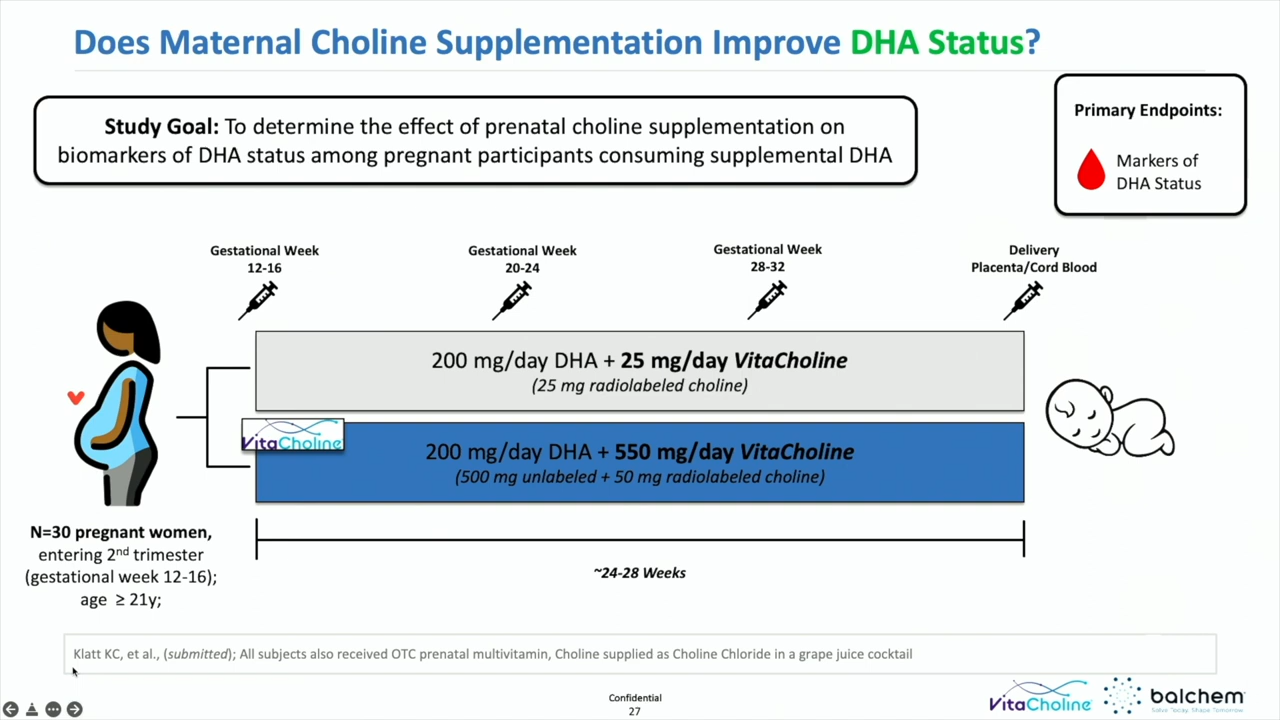 Does Maternal Choline Supplementation Improve DHA Status?
Study Goal: To determine the effect of prenatal choline supplementation on
biomarkers of DHA status among pregnant participants consuming supplemental DHA
Primary Endpoints:
Markers of
DHA Status
Gestational Week
12-16
Gestational Week
20-24
Gestational Week
28-32
Delivery
Placenta/Cord Blood
200 mg/day DHA + 25 mg/day VitaCholine
(25 mg radiolabeled choline)
VitaCholine
200 mg/day DHA + 550 mg/day VitaCholine
(500 mg unlabeled + 50 mg radiolabeled choline)
N=30 pregnant women,
entering 2nd trimester
(gestational week 12-16);
age ≥ 21y;
~24-28 Weeks
Klatt KC, et al., (submitted); All subjects also received OTC prenatal multivitamin, Choline supplied as Choline Chloride in a grape juice cocktail
Confidential
27
VitaCholine
balchem
Solve Today. Shape Tomorrow.